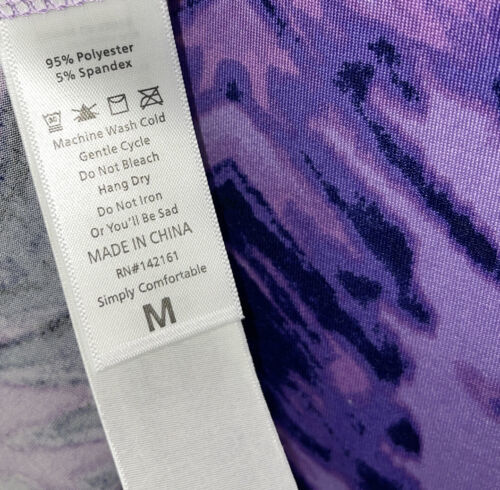 95% Polyester
5% Spandex
30
Machine Wash Cold
Gentle Cycle
Do Not Bleach
Hang Dry
Do Not Iron
Or You'll Be Sad
MADE IN CHINA
RN#142161
Simply Comfortable
M